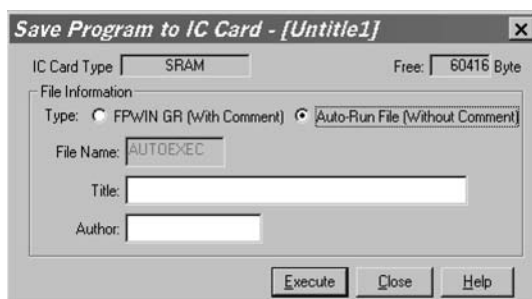 Save Program to IC Card - [Untitle1]
IC Card Type SRAM Free: 60416 Byte
File Information
Type: FPWIN GR (With Comment) Auto-Run File (Without Comment)
File Name: AUTOEXEC
Title:
Author:
Execute Close Help